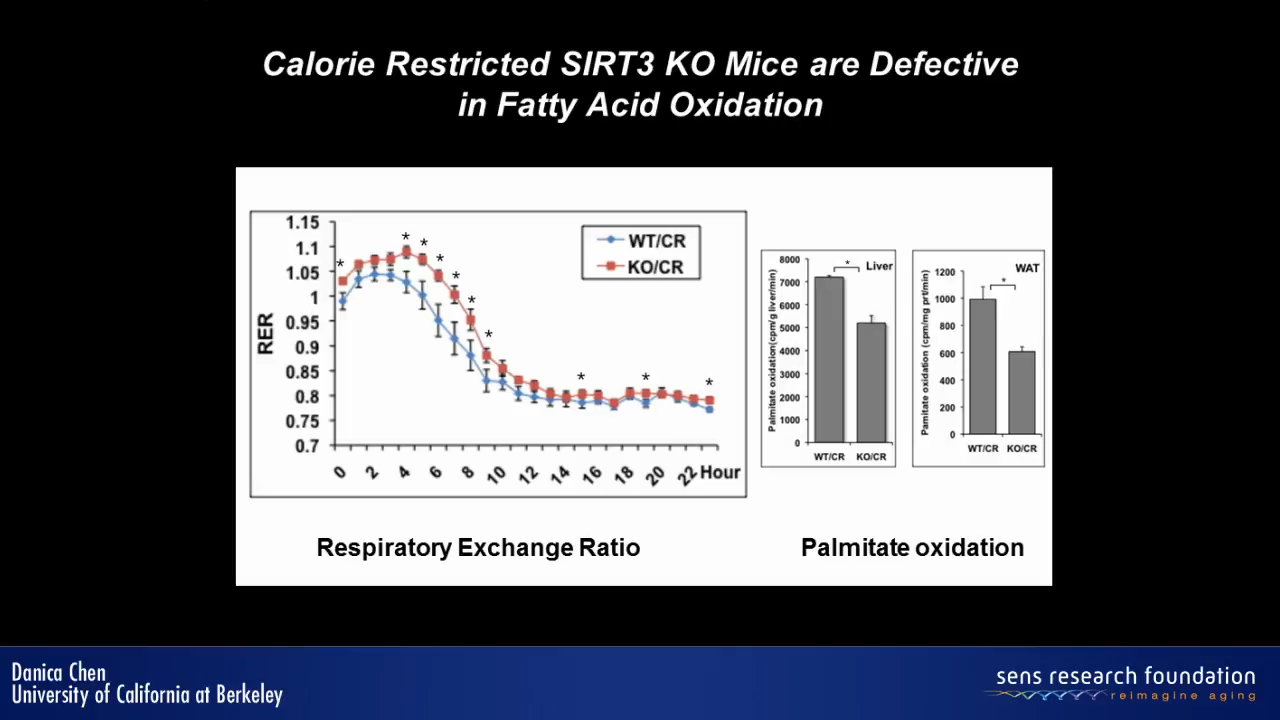 Calorie Restricted SIRT3 KO Mice are Defective
in Fatty Acid Oxidation
1.15
1.1
1.05
1
0.95
0.9
0.85
0.8
0.75
0.7
RER
* * * * * * * * * *
WT/CR
KO/CR
0 2 4 6 8 10 12 14 16 18 20 22 Hour
Respiratory Exchange Ratio
Palmitate oxidation(cpm/g liver/min)
8000
7000
6000
5000
4000
3000
2000
1000
0
*
Liver
WT/CR KO/CR
Pamitate oxidation (cpm/mg prt/min)
1200
1000
800
600
400
200
0
*
WAT
WT/CR KO/CR
Palmitate oxidation
Danica Chen
University of California at Berkeley
sens research foundation
reimagine aging